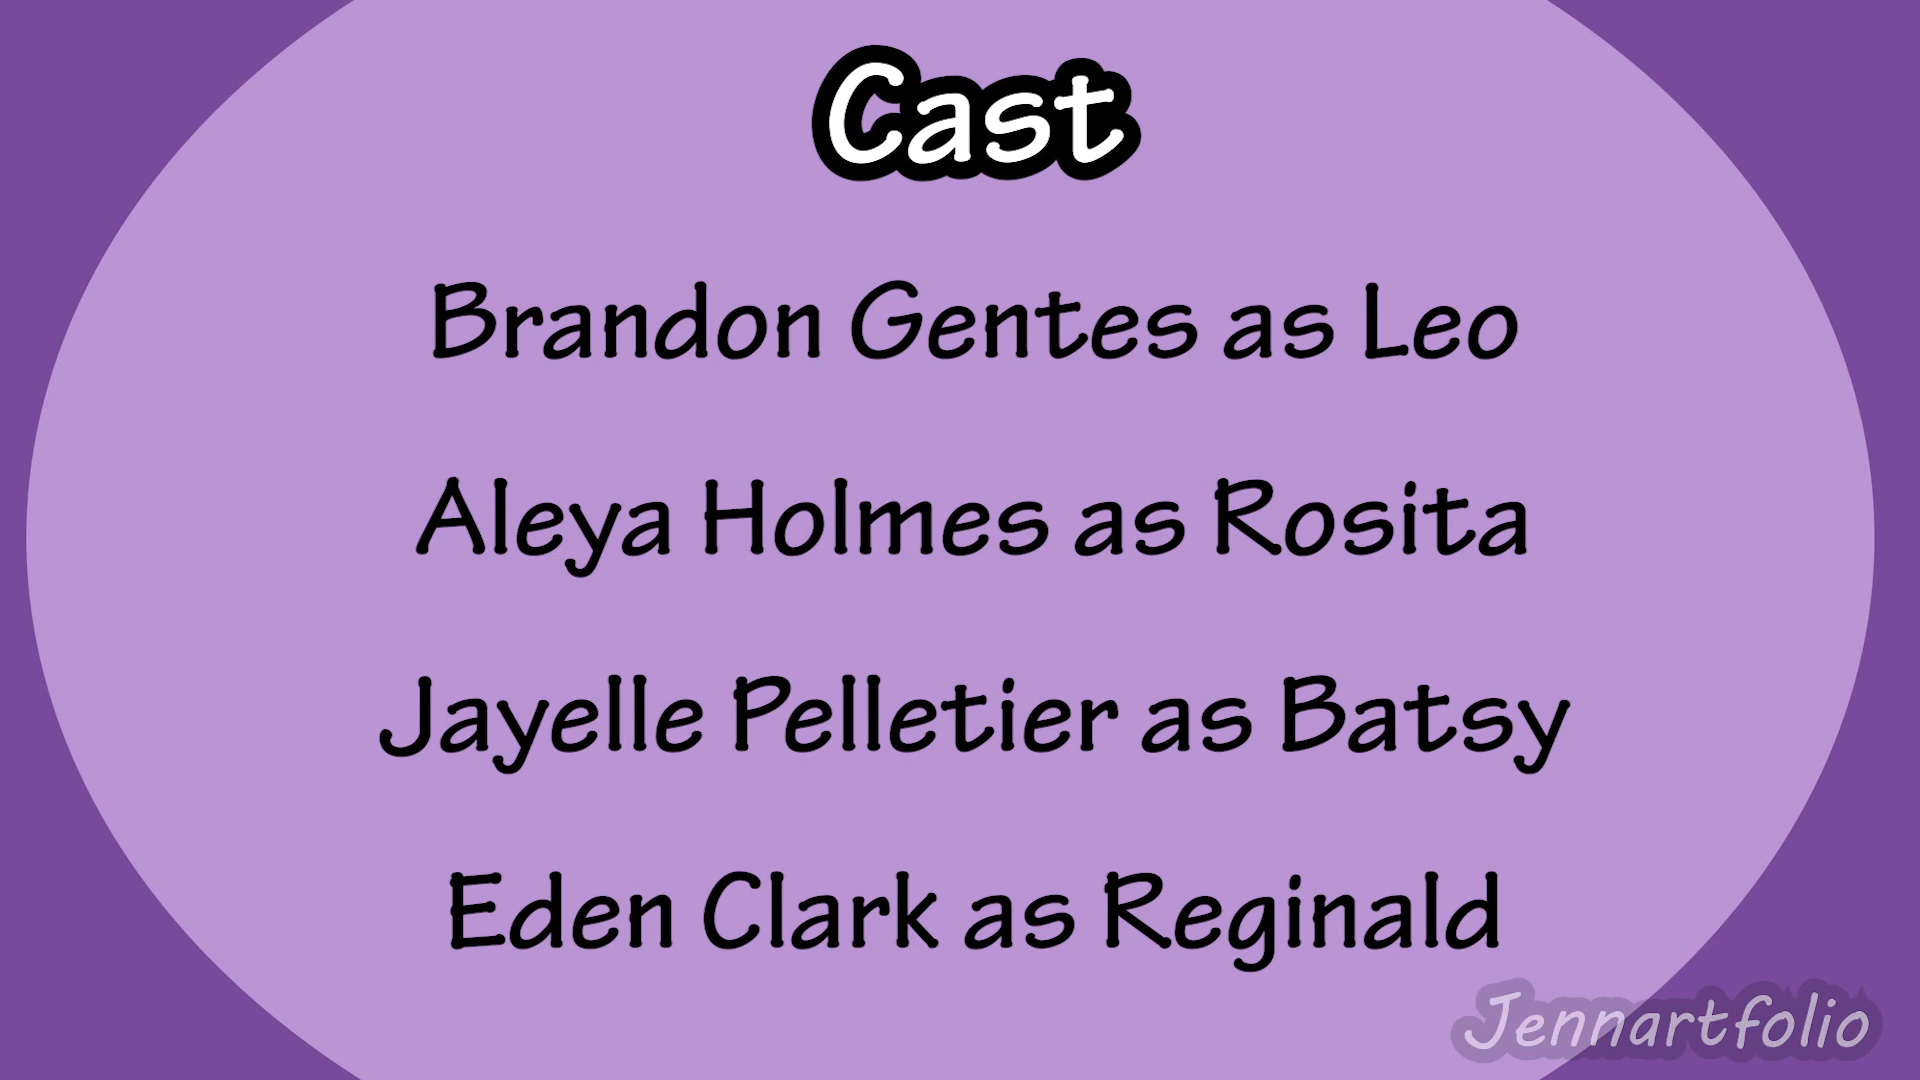 Cast
Brandon Gentes as Leo
Aleya Holmes as Rosita
Jayelle Pelletier as Batsy
Eden Clark as Reginald
Jennartfolio